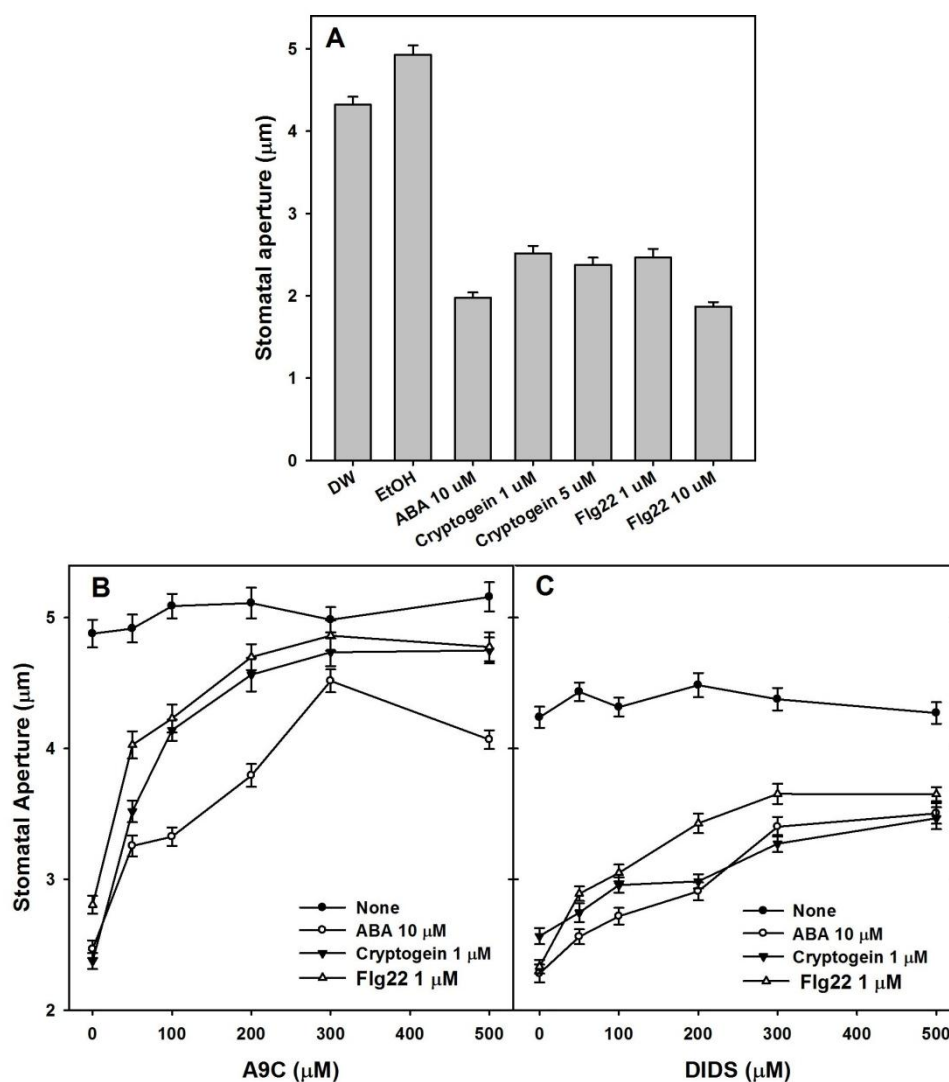 A
Stomatal aperture (μm)
5
4
3
2
1
0
DW
EtOH
ABA 10 uM
Cryptogein 1 uM
Cryptogein 5 uM
Flg22 1 uM
Flg22 10 uM
B
Stomatal Aperture (μm)
5
4
3
2
None
ABA 10 μM
Cryptogein 1 μM
Flg22 1 μM
0 100 200 300 400 500
A9C (μM)
C
None
ABA 10 μM
Cryptogein 1 μM
Flg22 1 μM
0 100 200 300 400 500
DIDS (μM)